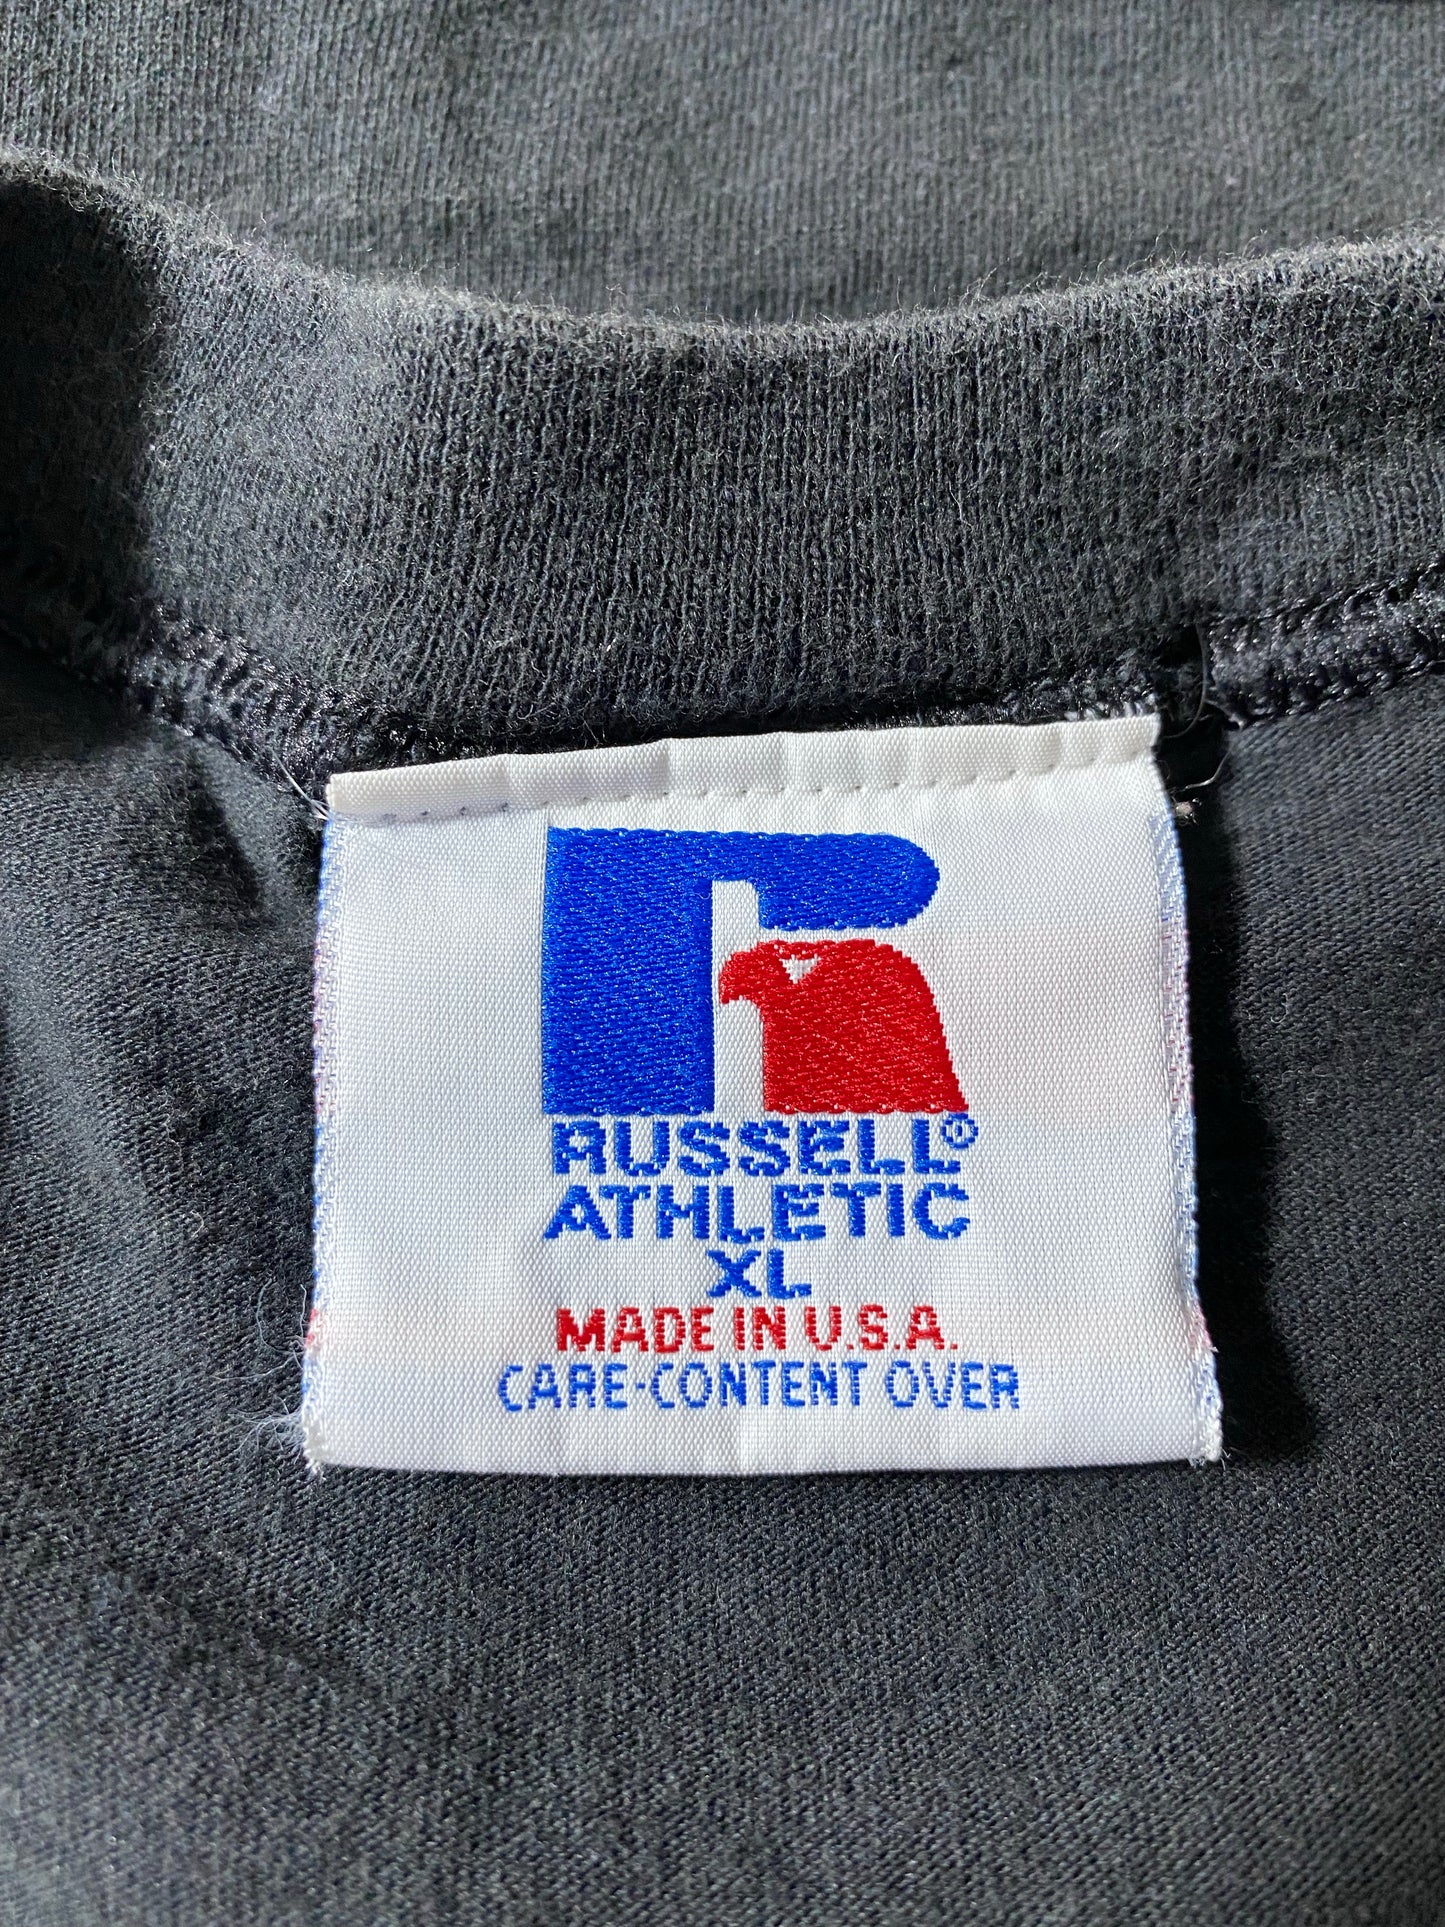 RUSSELL®
ATHLETIC
XL
MADE IN U.S.A.
CARE-CONTENT OVER